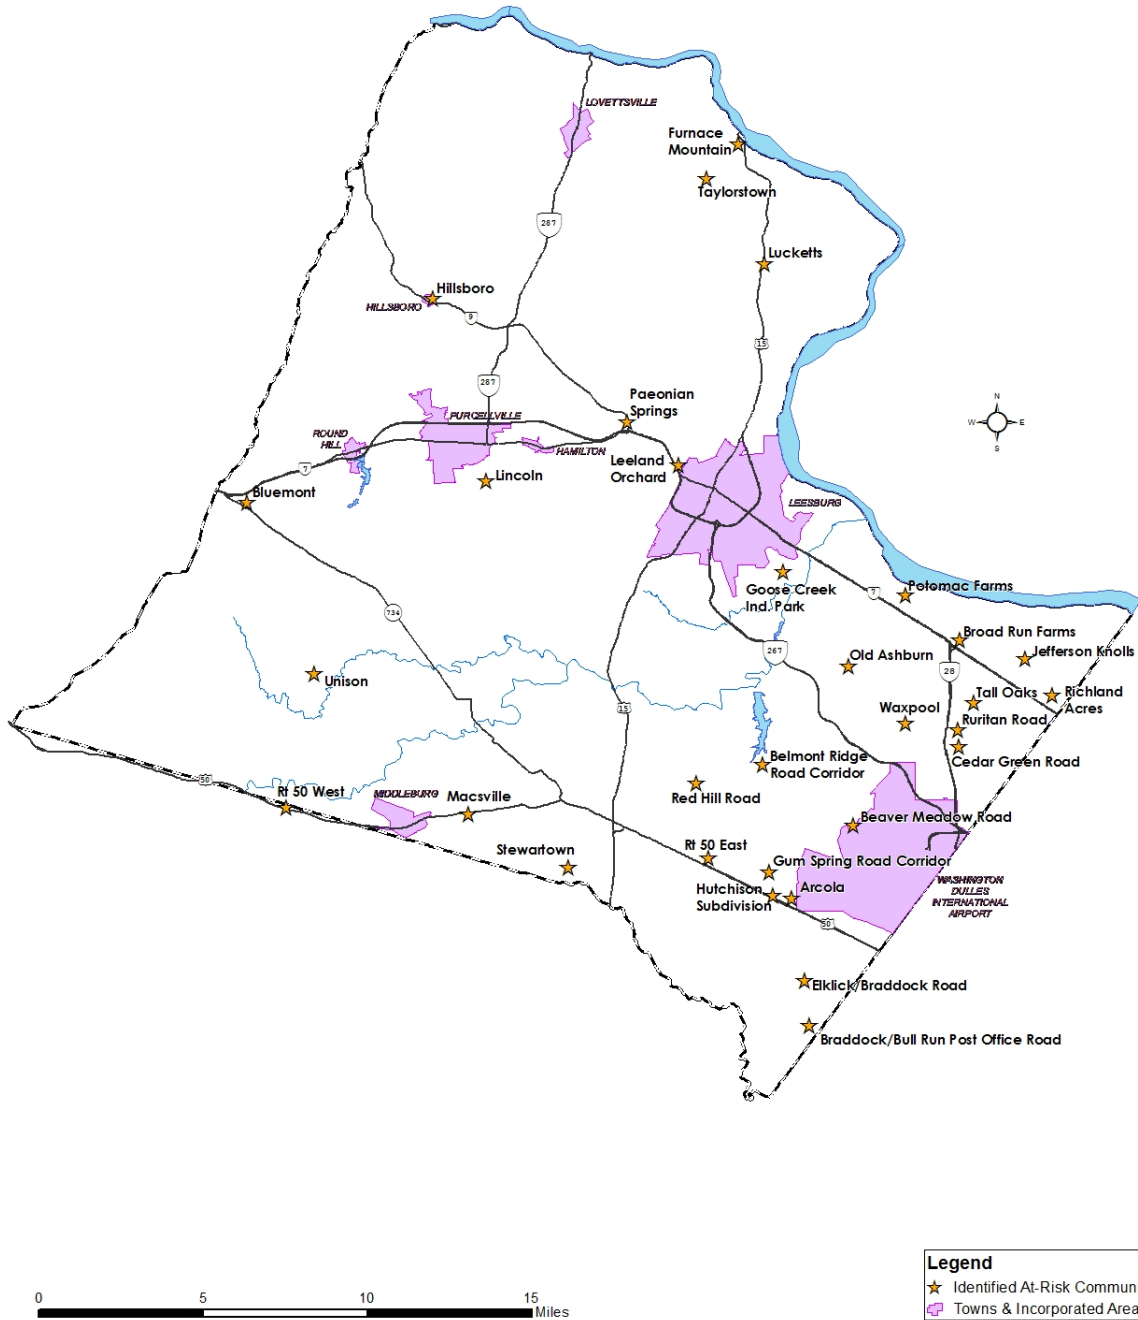 LOVETTSVILLE
Furnace
Mountain
Taylorstown
287
Lucketts
Hillsboro
HILLSBORO
9
15
287
Paeonian
Springs
N
W
E
S
PURCELLVILLE
ROUND
HILL
HAMILTON
Leeland
Orchard
7
Lincoln
Bluemont
LEESBURG
Goose Creek
Ind. Park
Potomac Farms
7
734
Broad Run Farms
Jefferson Knolls
267
Old Ashburn
28
Unison
Tall Oaks
Richland
Acres
15
Waxpool
Ruritan Road
Cedar Green Road
Belmont Ridge
Road Corridor
50
Rt 50 West
MIDDLEBURG
Macsville
Red Hill Road
Beaver Meadow Road
Stewartown
Rt 50 East
Gum Spring Road Corridor
Hutchison
Subdivision
Arcola
WASHINGTON
DULLES
INTERNATIONAL
AIRPORT
50
Elklick/Braddock Road
Braddock/Bull Run Post Office Road
Legend
Identified At-Risk Commun
Towns & Incorporated Area
0
5
10
15
Miles